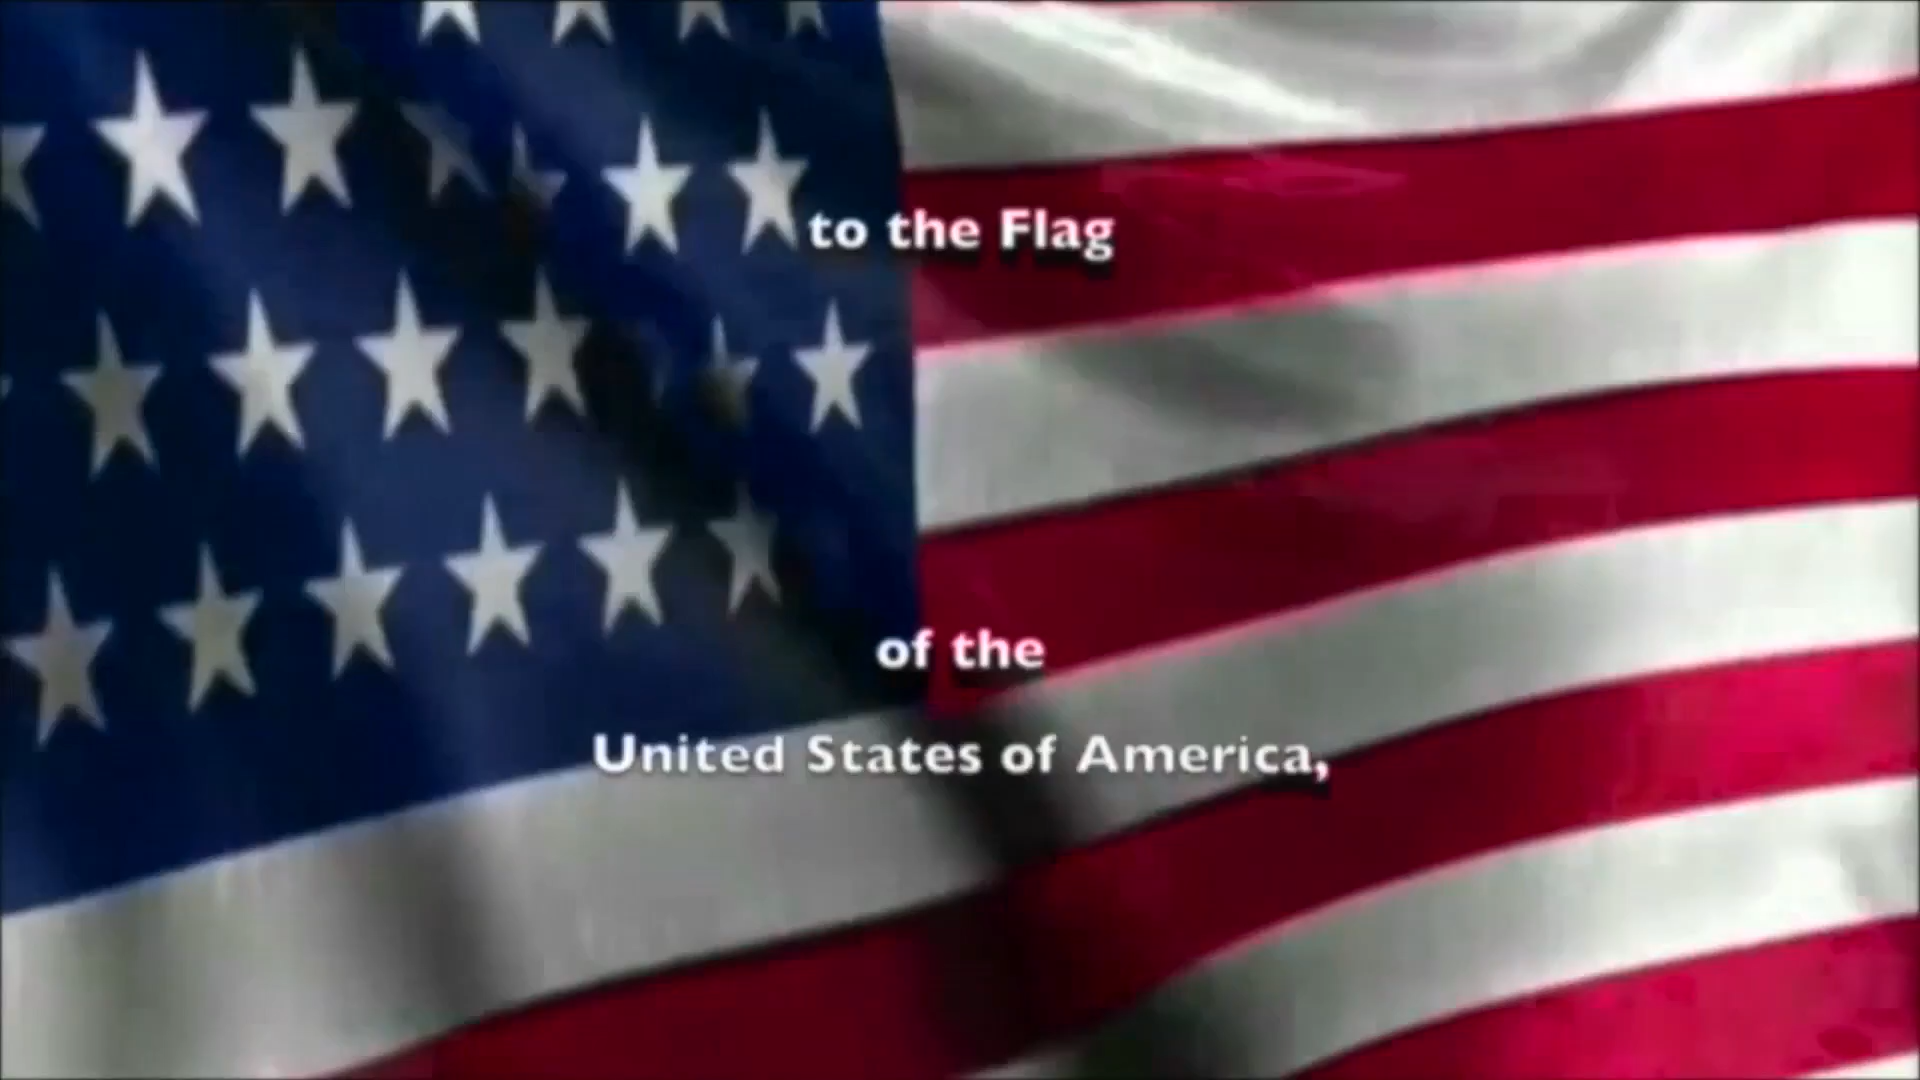 to the Flag
of the
United States of America,